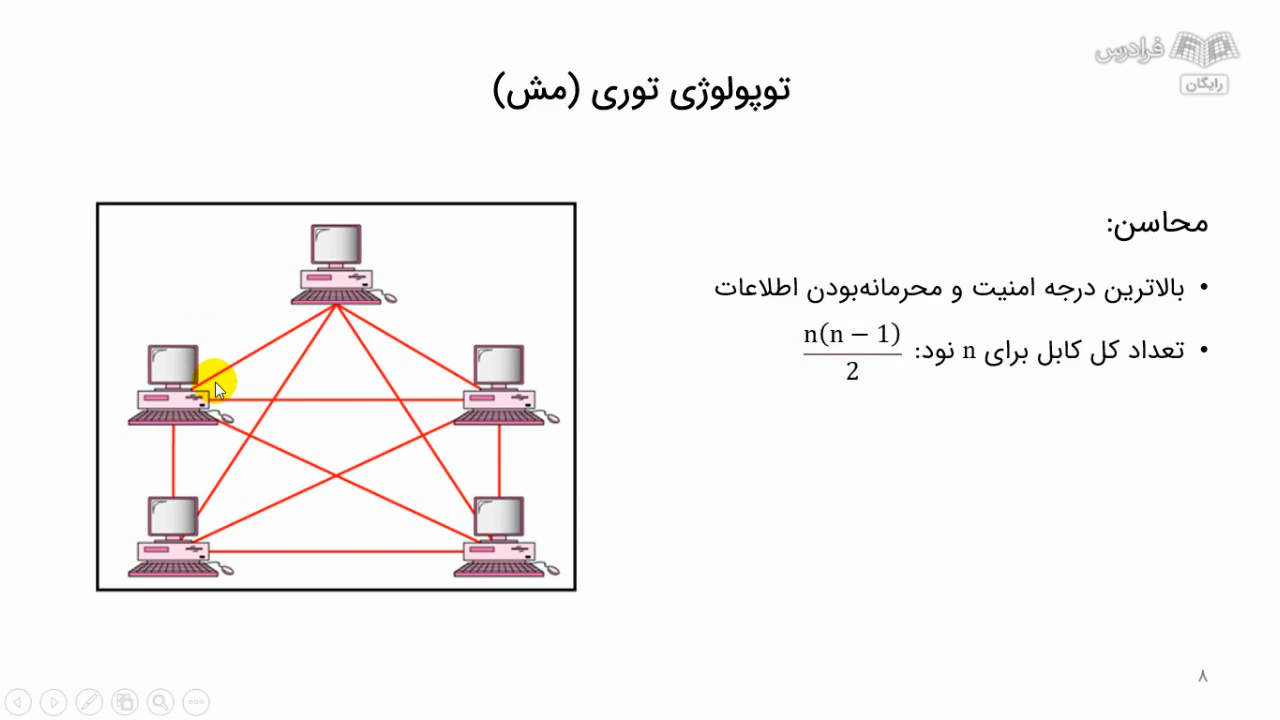 فرادرس
رایگان
توپولوژی توری (مش)
محاسن:
• بالاترین درجه امنیت و محرمانه‌بودن اطلاعات
• تعداد کل کابل برای n نود: n(n − 1)/2
۸